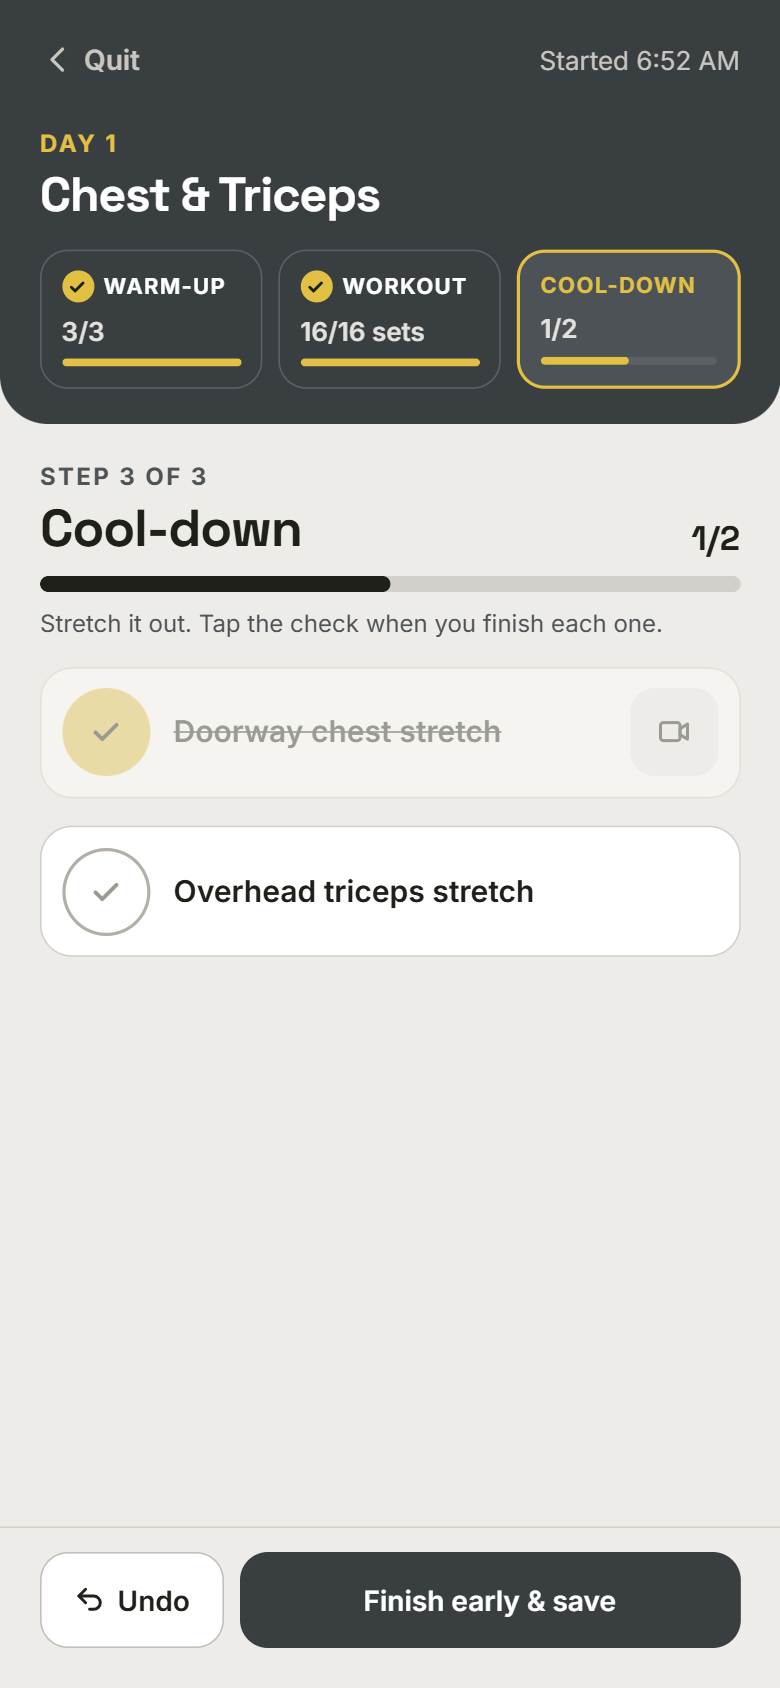 Quit
Started 6:52 AM
DAY 1
Chest & Triceps
WARM-UP
3/3
WORKOUT
16/16 sets
COOL-DOWN
1/2
STEP 3 OF 3
Cool-down
1/2
Stretch it out. Tap the check when you finish each one.
Doorway chest stretch
Overhead triceps stretch
Undo
Finish early & save